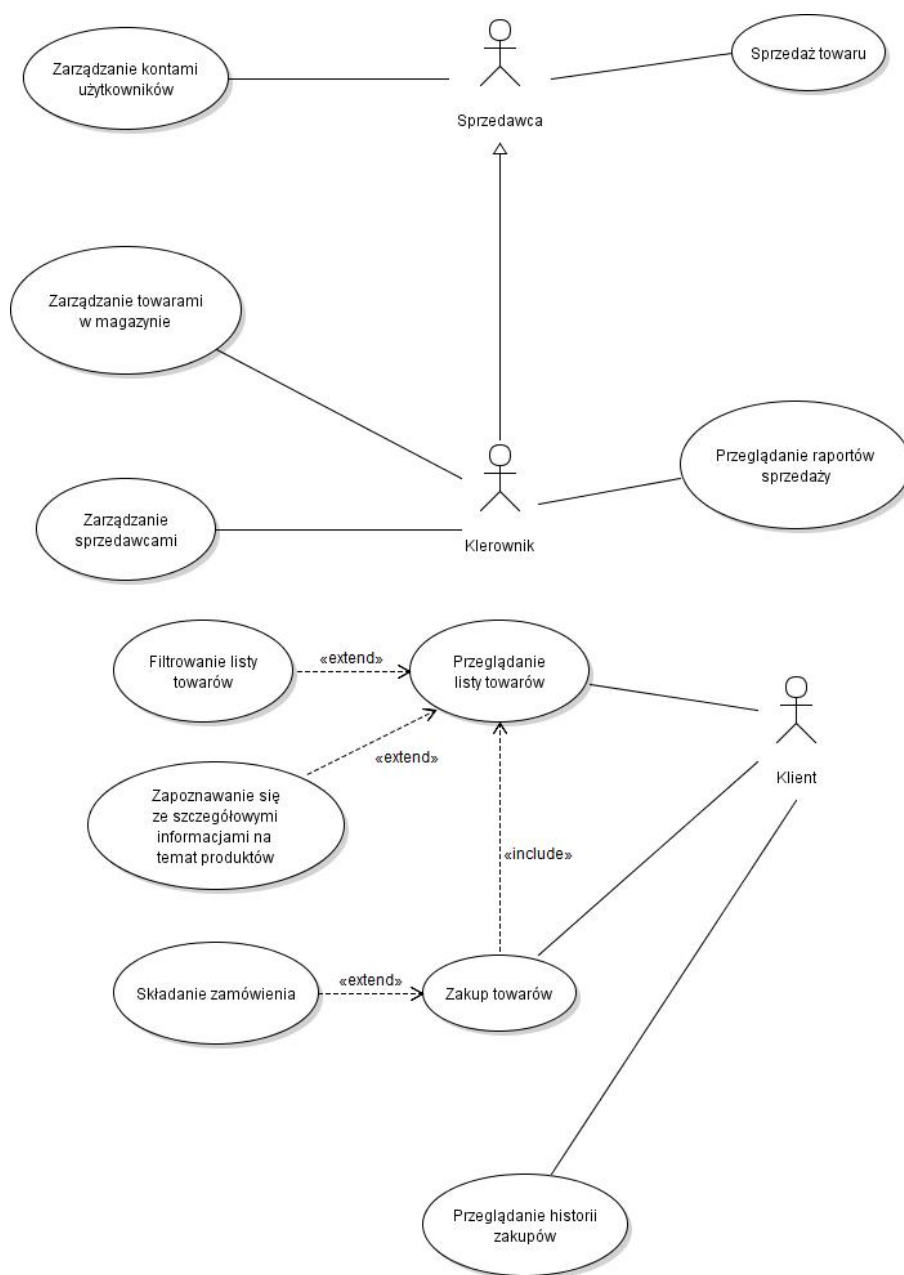 Zarządzanie kontami
użytkowników
Sprzedaż towaru
Sprzedawca
Zarządzanie towarami
w magazynie
Przeglądanie raportów
sprzedaży
Zarządzanie
sprzedawcami
KIerownik
Filtrowanie listy
towarów
«extend»
Przeglądanie
listy towarów
«extend»
Klient
Zapoznawanie się
ze szczegółowymi
informacjami na
temat produktów
«include»
Składanie zamówienia
«extend»
Zakup towarów
Przeglądanie historii
zakupów